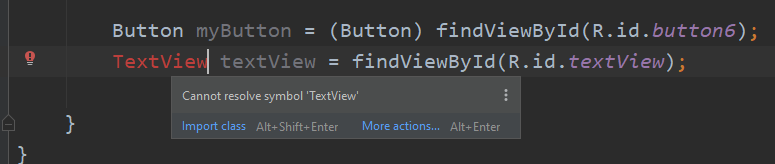 Button myButton = (Button) findViewById(R.id.button6);
TextView textView = findViewById(R.id.textView);
Cannot resolve symbol 'TextView'
Import class Alt+Shift+Enter More actions... Alt+Enter
}
}